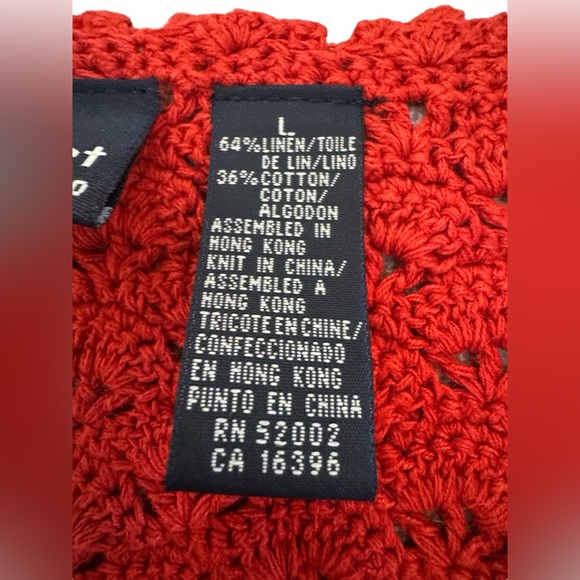 L
64%LINEN/TOILE
DE LIN/LINO
36%COTTON/
COTON/
ALGODON
ASSEMBLED IN
HONG KONG
KNIT IN CHINA/
ASSEMBLED A
HONG KONG
TRICOTE EN CHINE/
CONFECCIONADO
EN HONG KONG
PUNTO EN CHINA
RN 52002
CA 16396